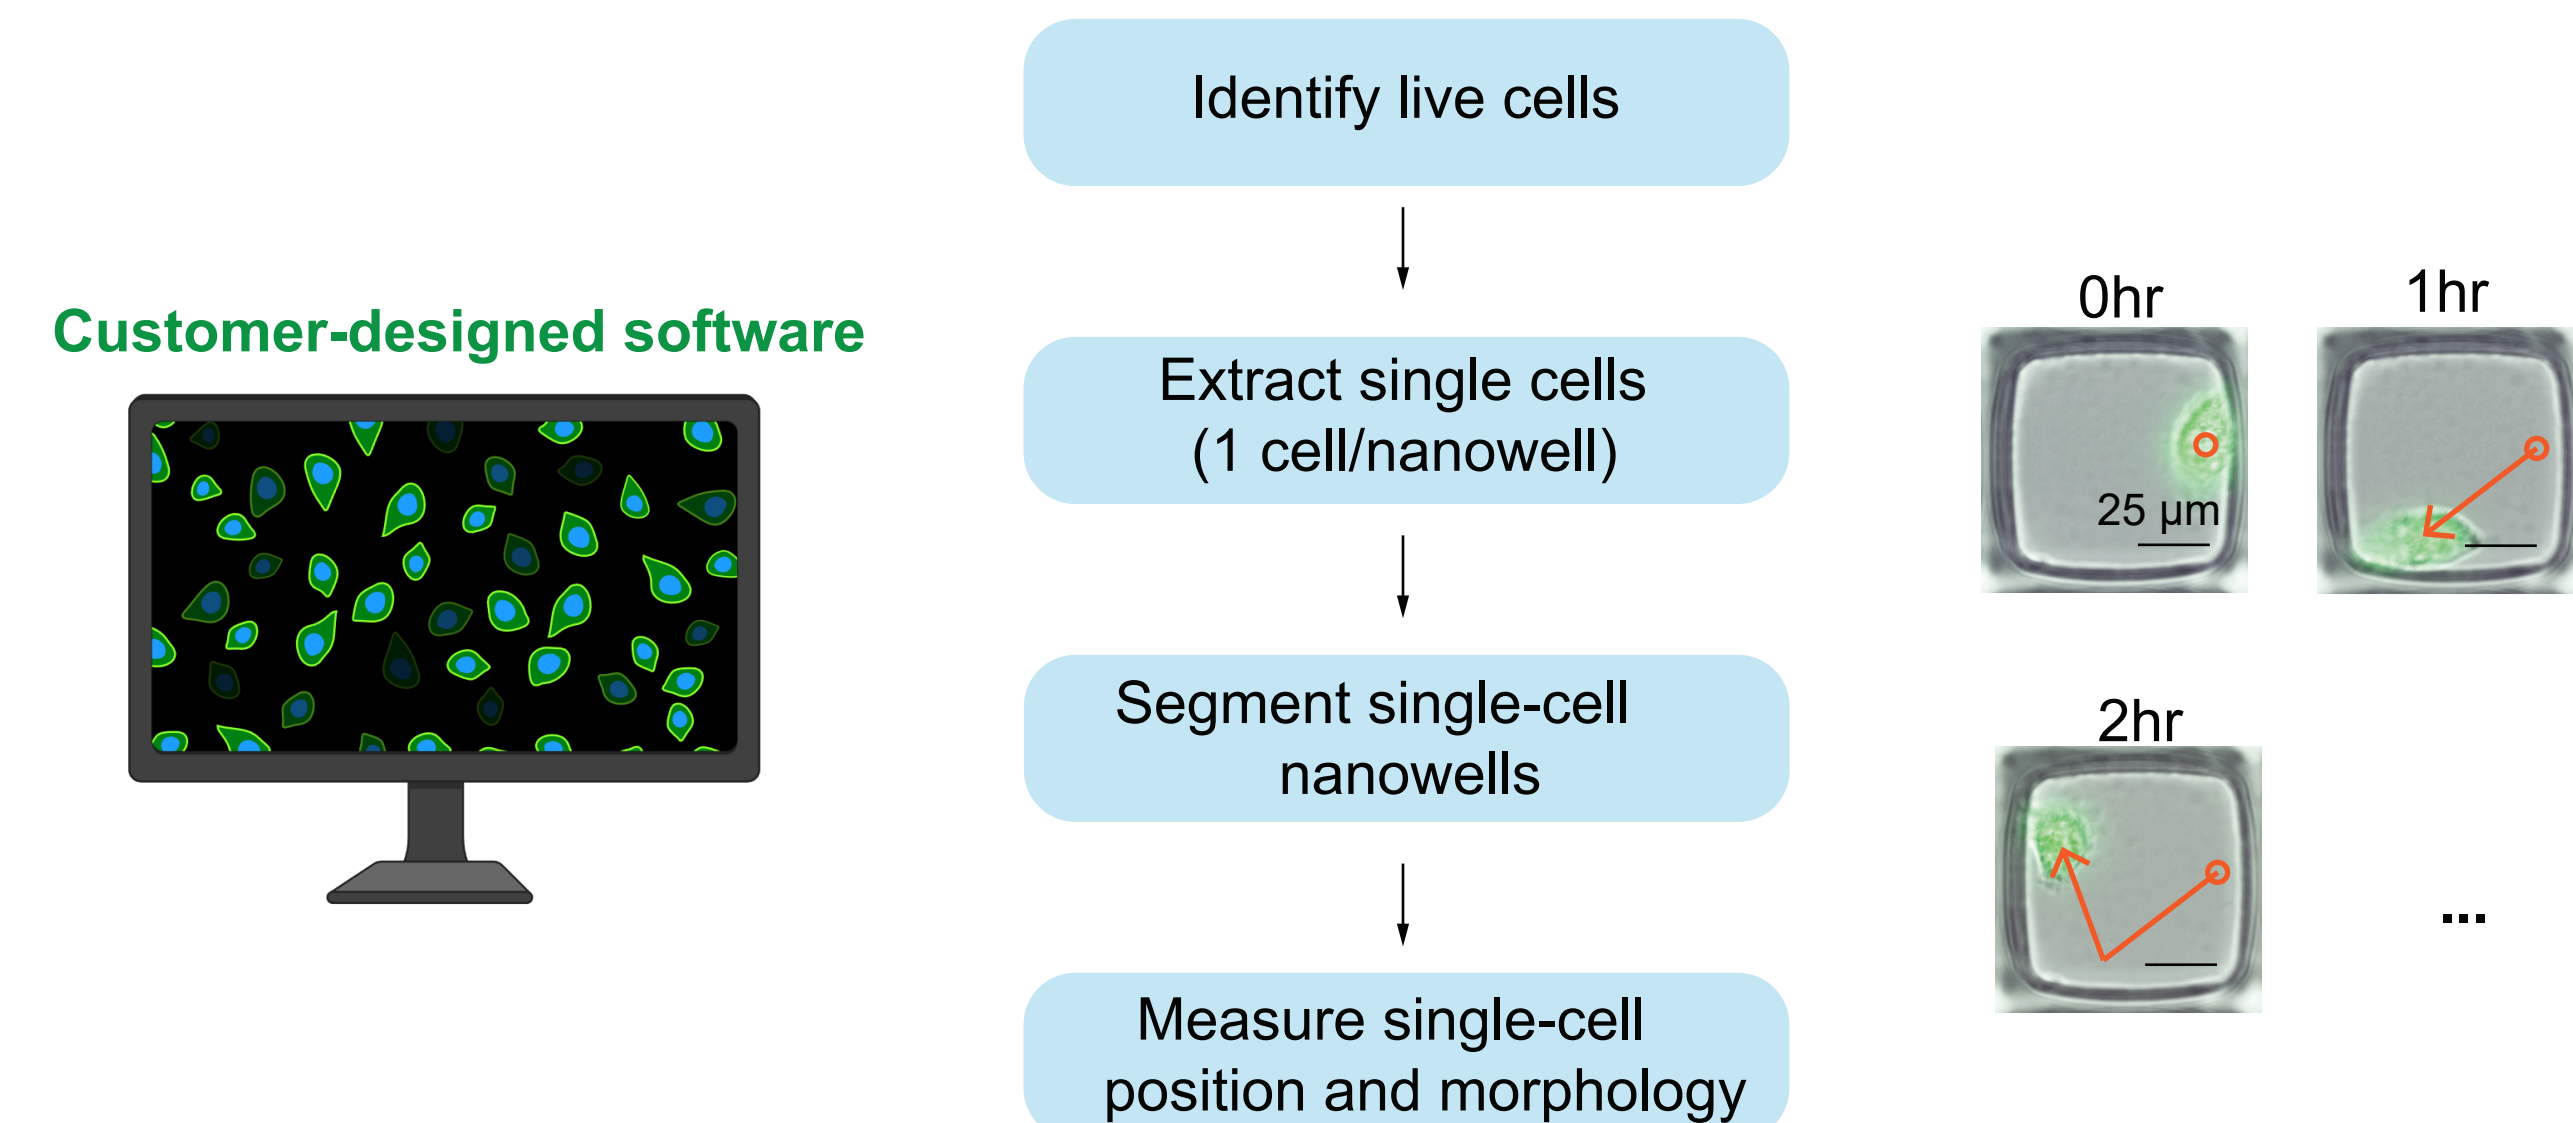 Customer-designed software
Identify live cells
Extract single cells
(1 cell/nanowell)
Segment single-cell
nanowells
Measure single-cell
position and morphology
0hr
1hr
25 µm
2hr
...